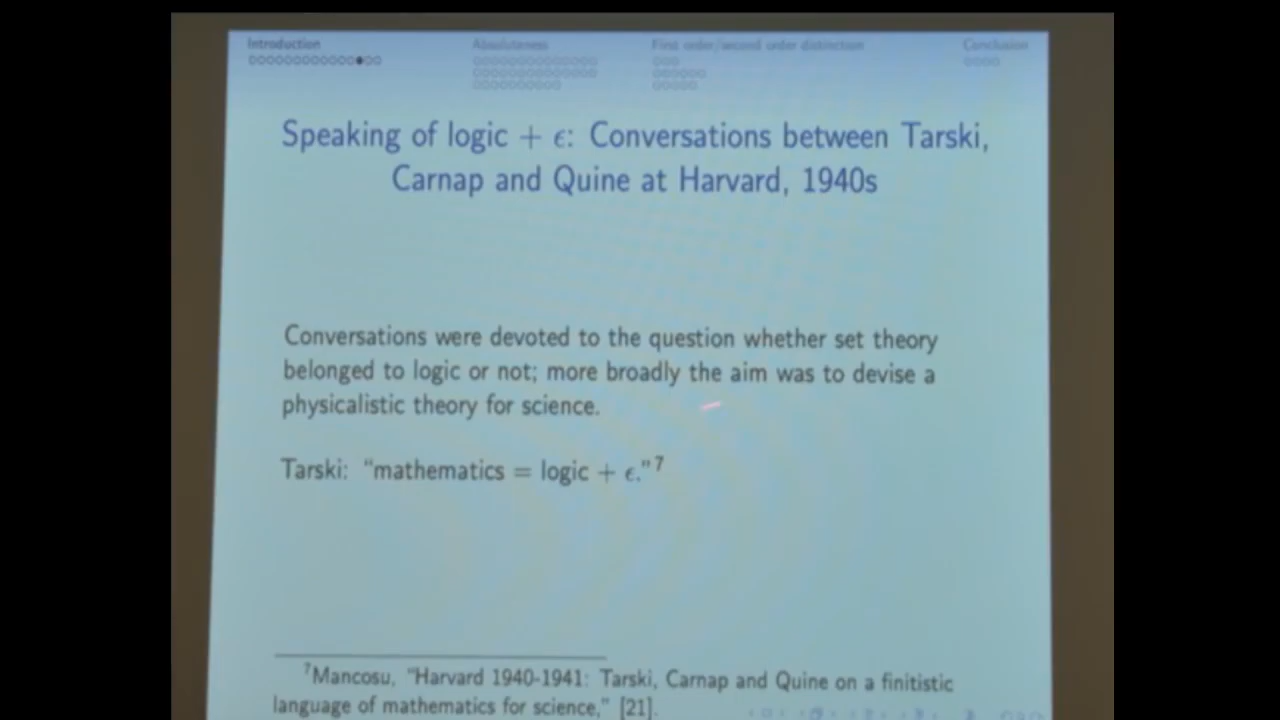 Introduction
Absoluteness
First order/second order distinction
Conclusion
Speaking of logic + ϵ: Conversations between Tarski,
Carnap and Quine at Harvard, 1940s
Conversations were devoted to the question whether set theory
belonged to logic or not; more broadly the aim was to devise a
physicalistic theory for science.
Tarski: “mathematics = logic + ϵ.”⁷
⁷Mancosu, “Harvard 1940-1941: Tarski, Carnap and Quine on a finitistic
language of mathematics for science,” [21].